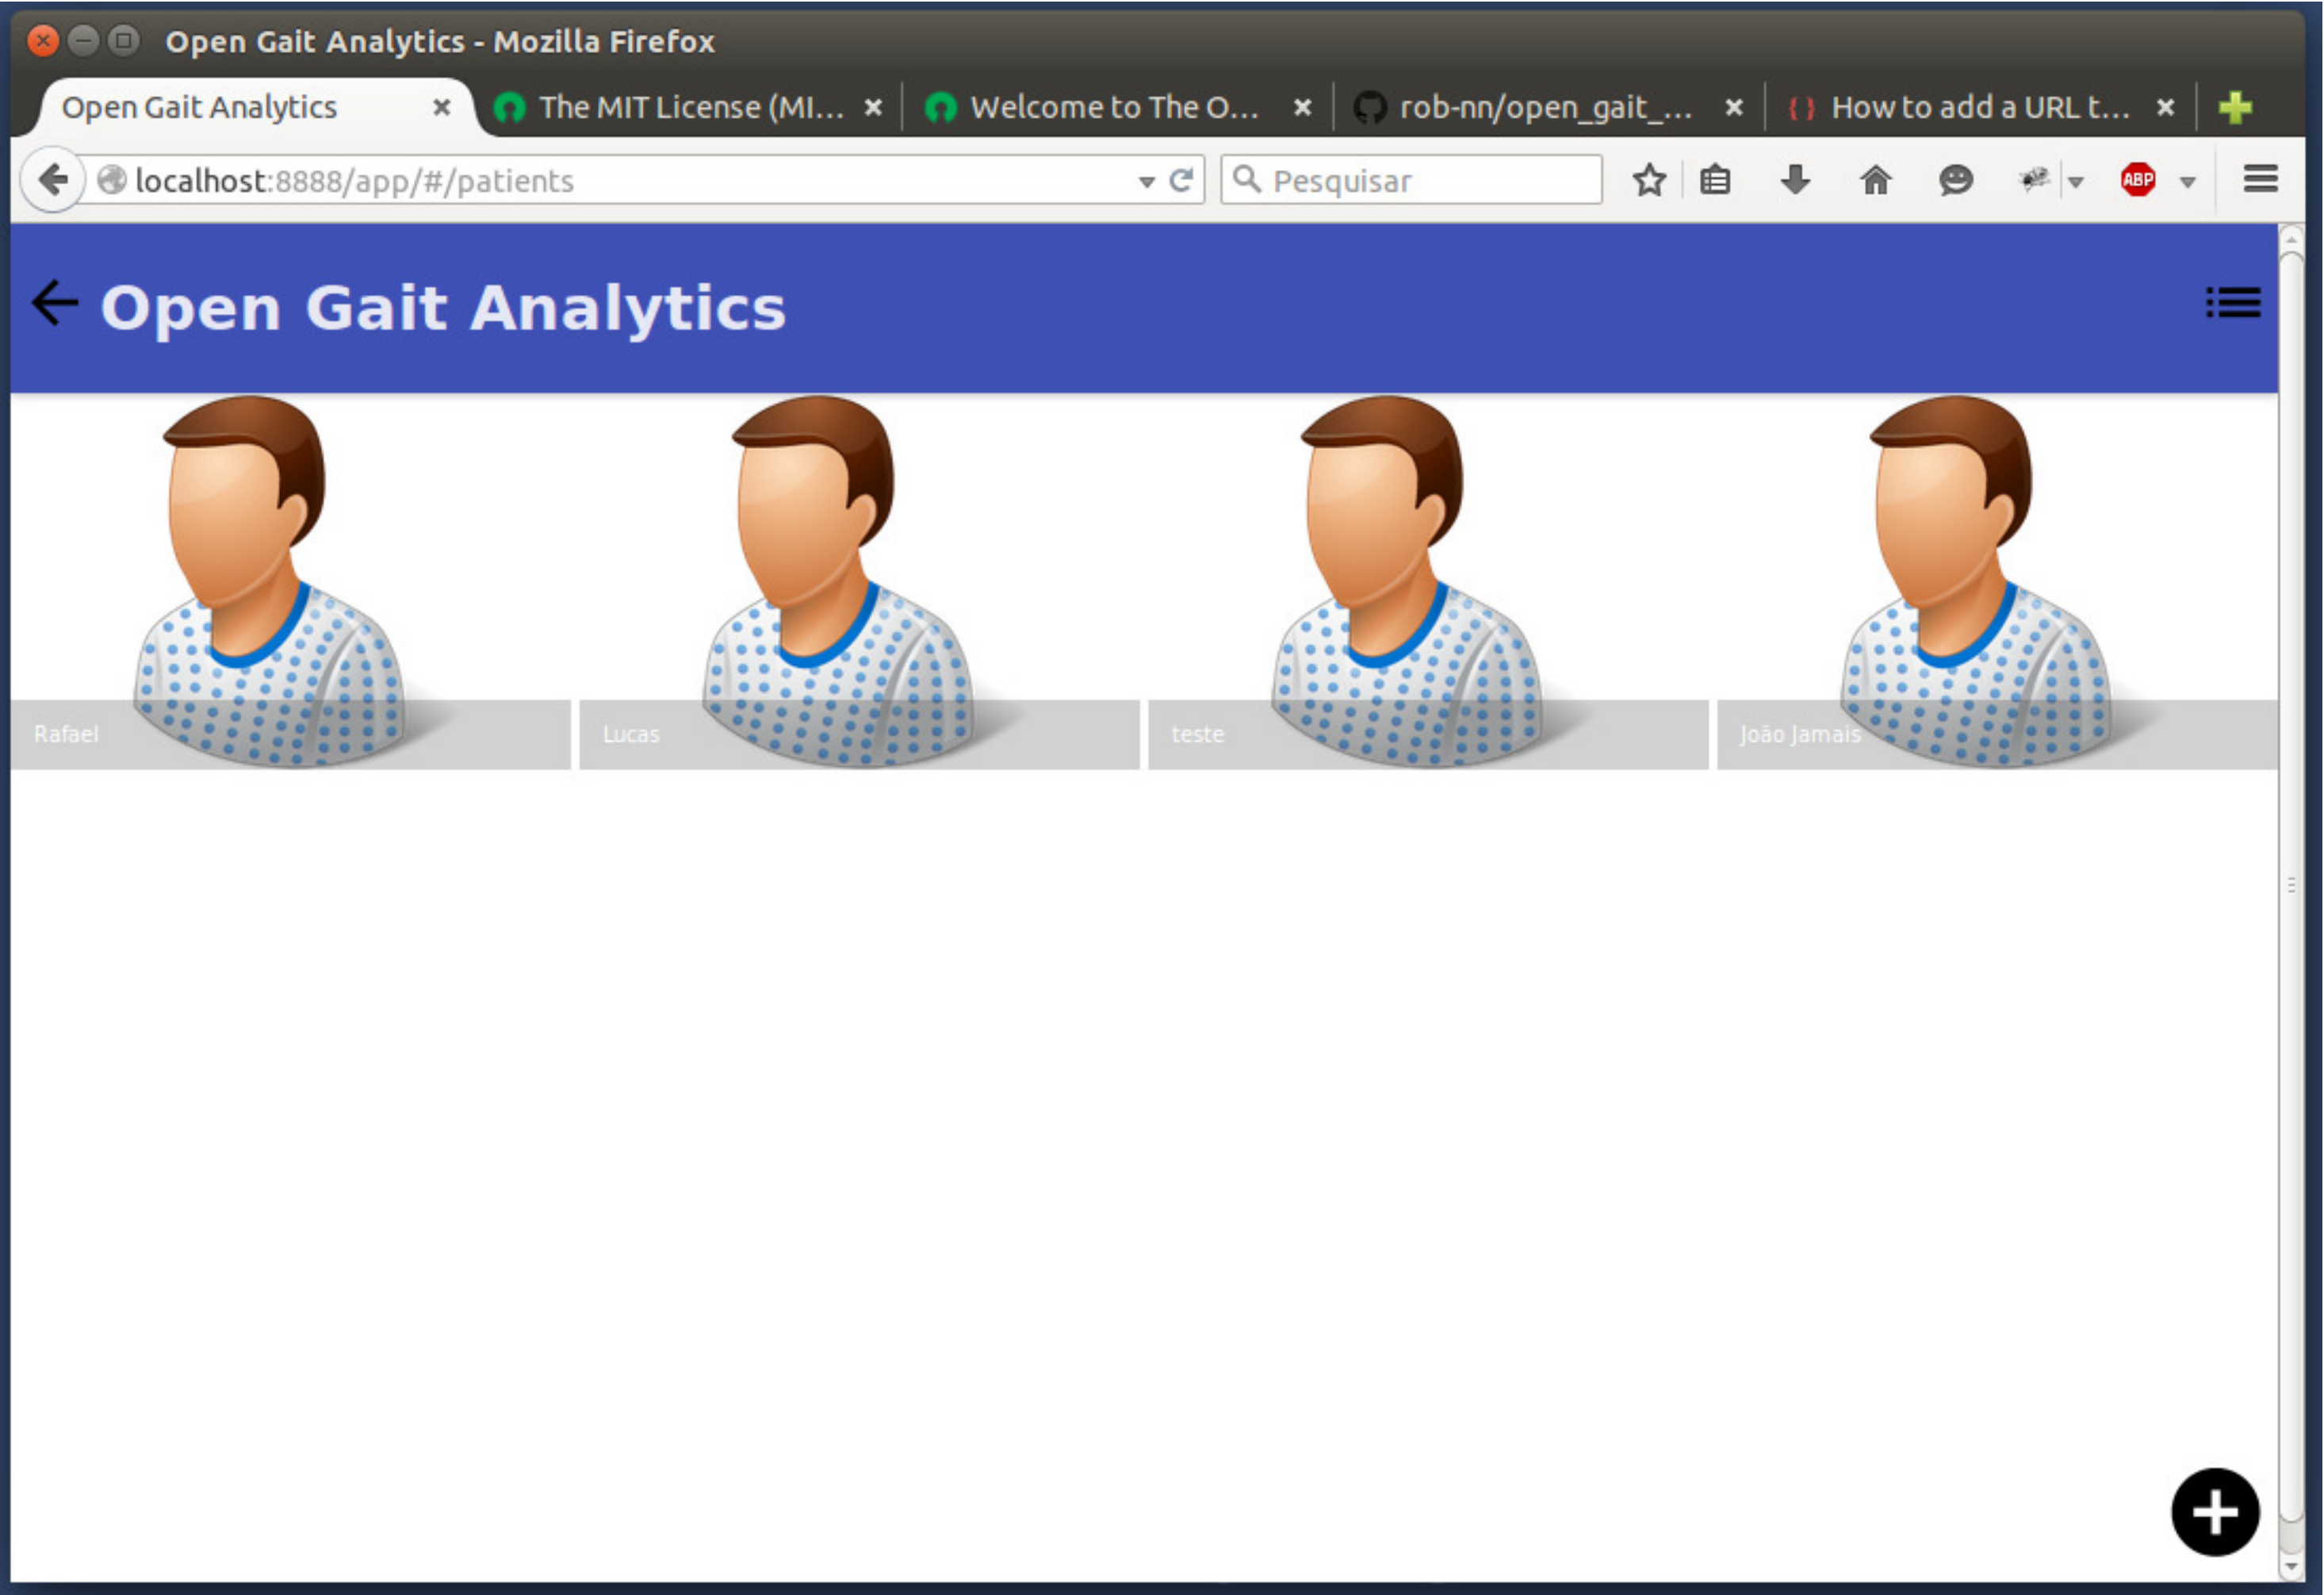 Open Gait Analytics - Mozilla Firefox
Open Gait Analytics The MIT License (MI... Welcome to The O... rob-nn/open_gait_... How to add a URL t...
localhost:8888/app/#/patients Pesquisar ABP
Open Gait Analytics
Rafael Lucas teste João Jamais